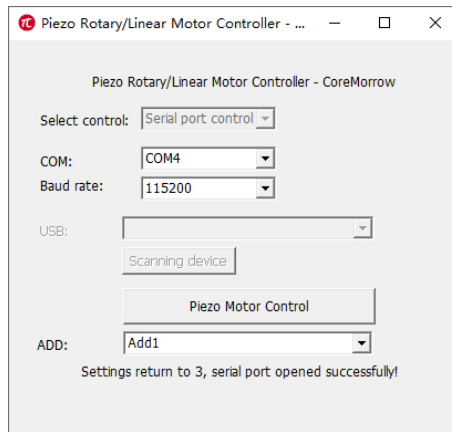 Piezo Rotary/Linear Motor Controller - ...
Piezo Rotary/Linear Motor Controller - CoreMorrow
Select control: Serial port control
COM: COM4
Baud rate: 115200
USB:
Scanning device
Piezo Motor Control
ADD: Add1
Settings return to 3, serial port opened successfully!